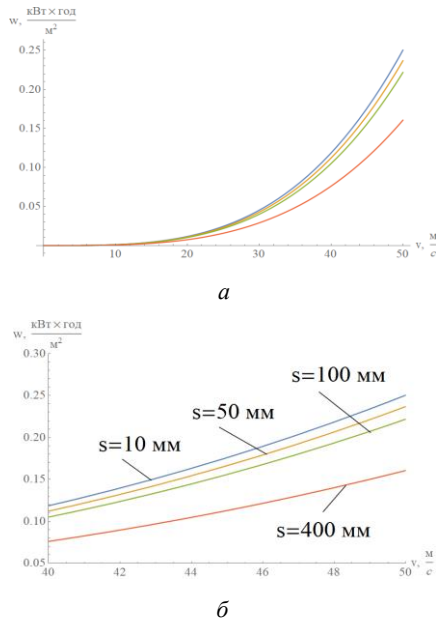 w, кВт×год
м²
0.25
0.20
0.15
0.10
0.05
10 20 30 40 50
v, м
с
а
w, кВт×год
м²
0.30
0.25
0.20
0.15
0.10
0.05
s=100 мм
s=50 мм
s=10 мм
s=400 мм
40 42 44 46 48 50
v, м
с
б